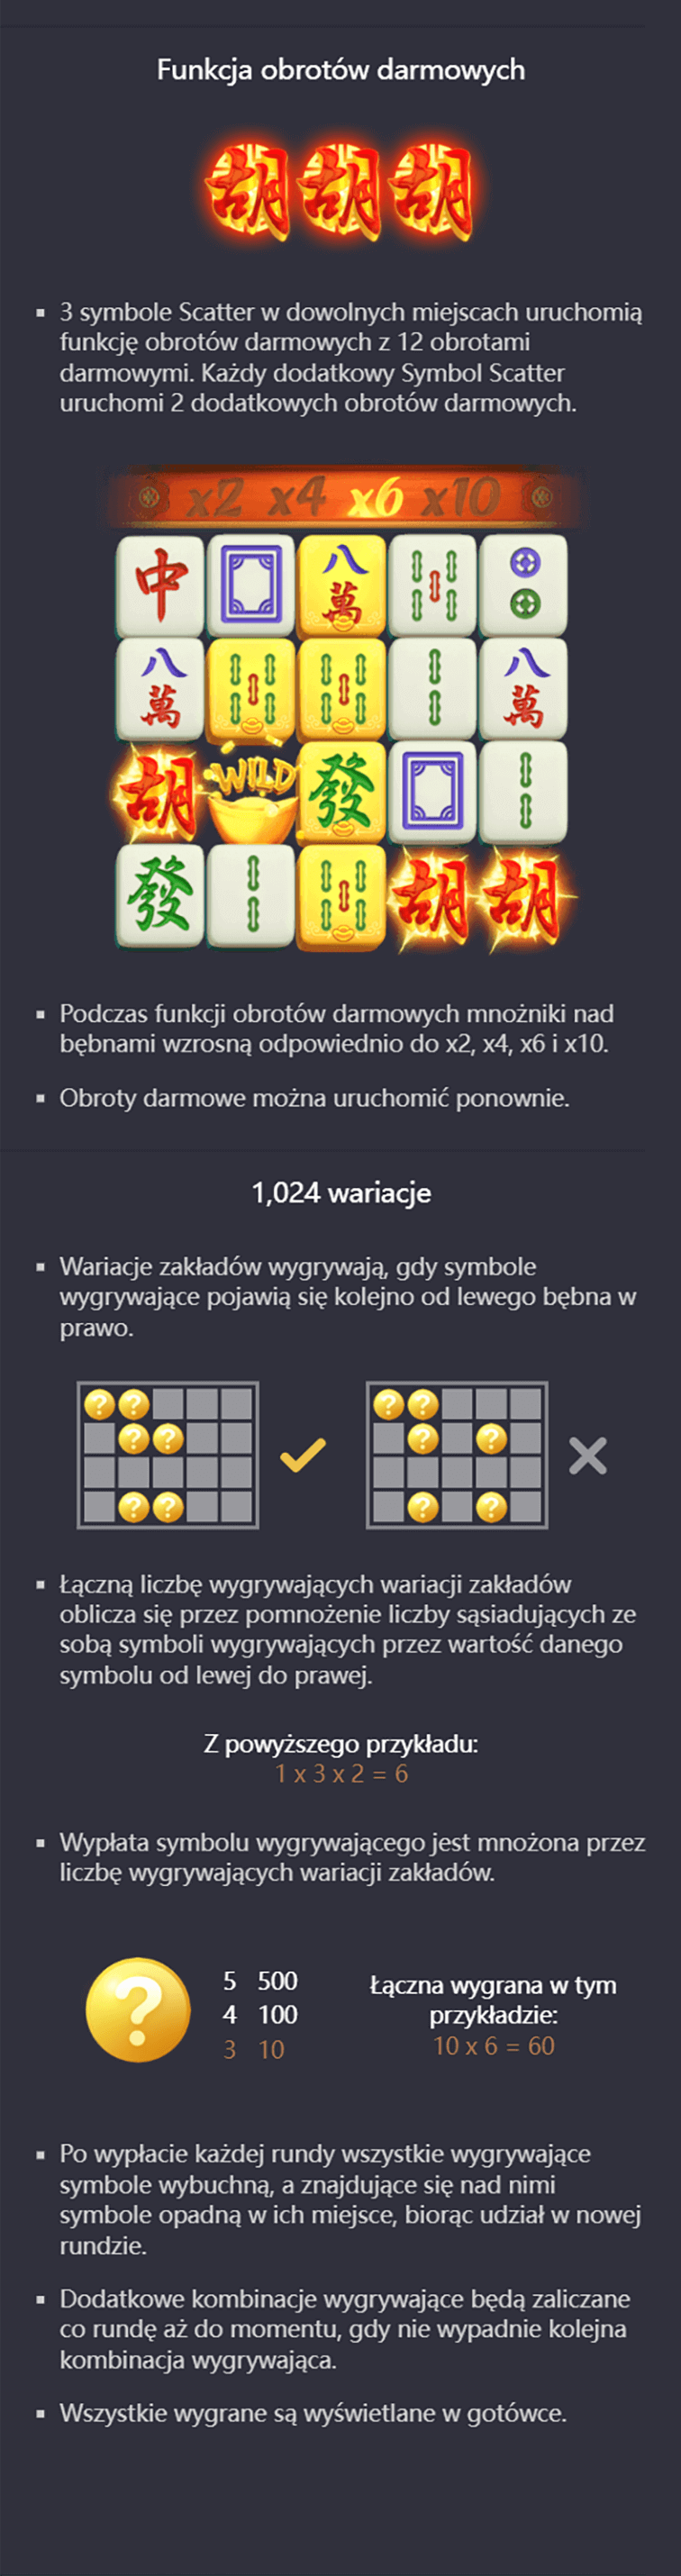 Funkcja obrotów darmowych
胡 胡 胡
▪ 3 symbole Scatter w dowolnych miejscach uruchomią
funkcję obrotów darmowych z 12 obrotami
darmowymi. Każdy dodatkowy Symbol Scatter
uruchomi 2 dodatkowych obrotów darmowych.
x2 x4 x6 x10
中 八萬
八萬 八萬
胡 WILD 發
發 胡 胡
▪ Podczas funkcji obrotów darmowych mnożniki nad
bębnami wzrosną odpowiednio do x2, x4, x6 i x10.
▪ Obroty darmowe można uruchomić ponownie.
1,024 wariacje
▪ Wariacje zakładów wygrywają, gdy symbole
wygrywające pojawią się kolejno od lewego bębna w
prawo.
? ? ? ?
? ? ? ?
? ? ? ?
▪ Łączną liczbę wygrywających wariacji zakładów
oblicza się przez pomnożenie liczby sąsiadujących ze
sobą symboli wygrywających przez wartość danego
symbolu od lewej do prawej.
Z powyższego przykładu:
1 x 3 x 2 = 6
▪ Wypłata symbolu wygrywającego jest mnożona przez
liczbę wygrywających wariacji zakładów.
?
5 500
4 100
3 10
Łączna wygrana w tym
przykładzie:
10 x 6 = 60
▪ Po wypłacie każdej rundy wszystkie wygrywające
symbole wybuchną, a znajdujące się nad nimi
symbole opadną w ich miejsce, biorąc udział w nowej
rundzie.
▪ Dodatkowe kombinacje wygrywające będą zaliczane
co rundę aż do momentu, gdy nie wypadnie kolejna
kombinacja wygrywająca.
▪ Wszystkie wygrane są wyświetlane w gotówce.